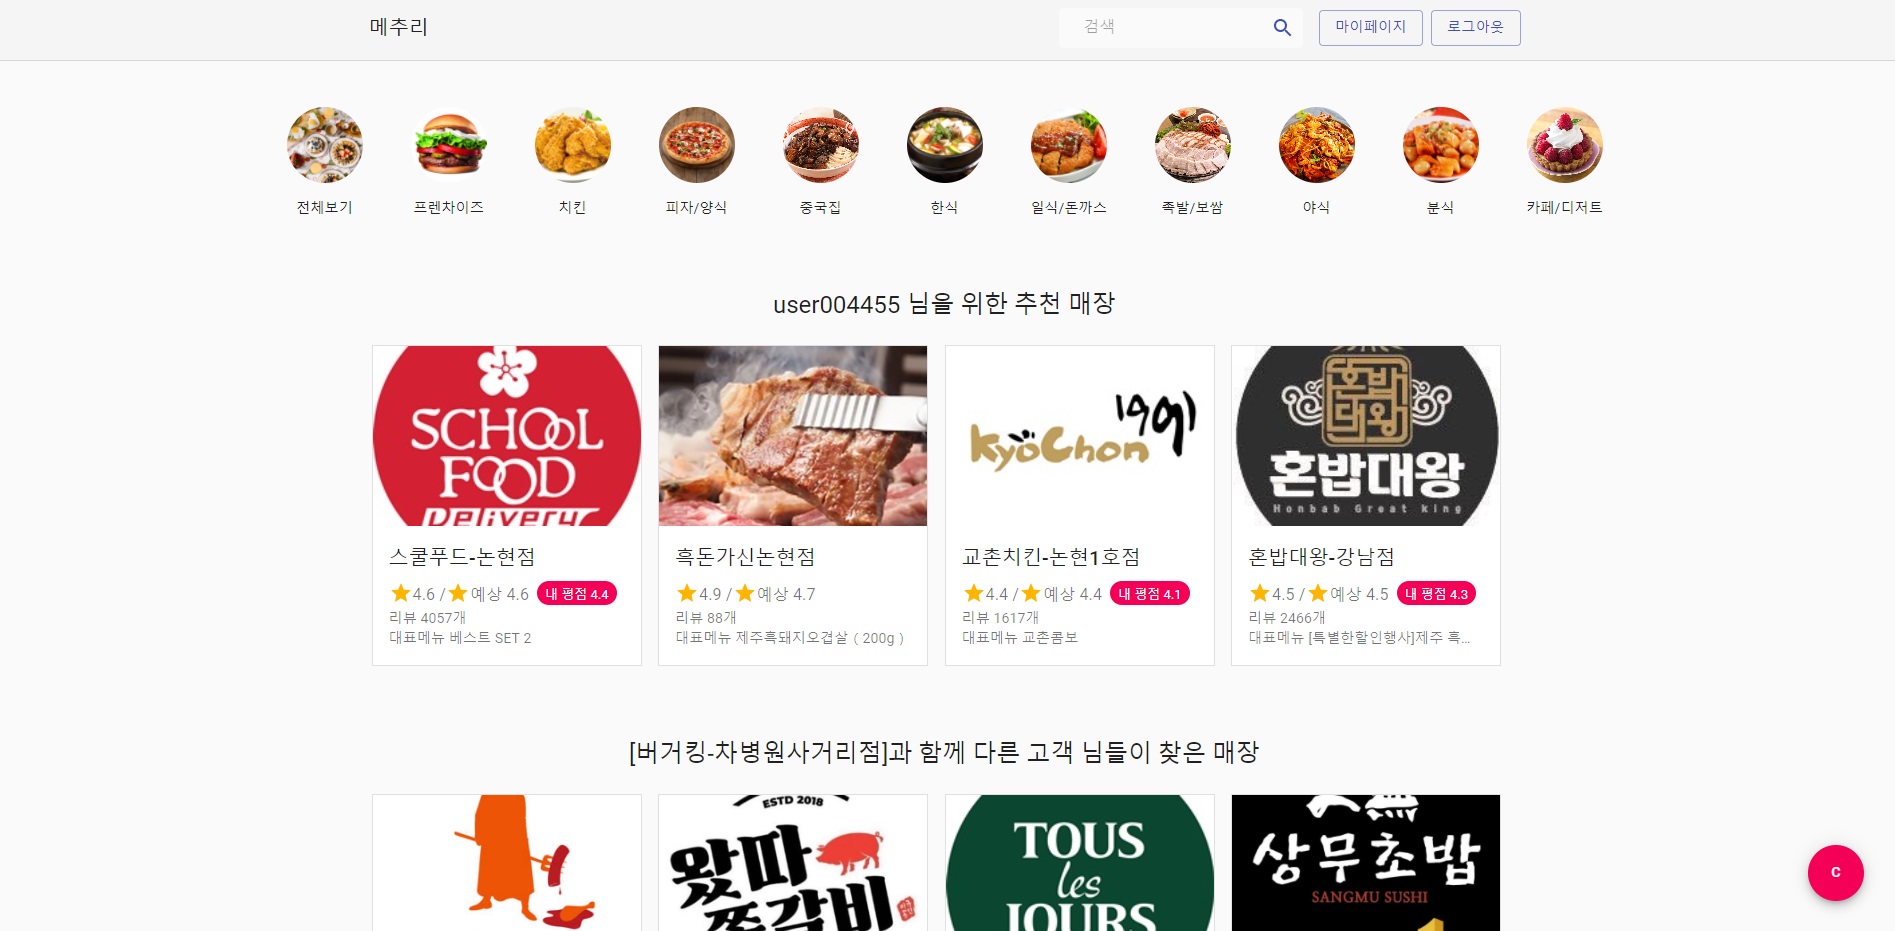 메추리
검색
마이페이지
로그아웃
전체보기
프렌차이즈
치킨
피자/양식
중국집
한식
일식/돈까스
족발/보쌈
야식
분식
카페/디저트
user004455 님을 위한 추천 매장
SCHOOL
FOOD
Delivery
kyoChon
혼밥
대왕
혼밥대왕
Honbab Great king
스쿨푸드-논현점
4.6 / 예상 4.6 내 평점 4.4
리뷰 4057개
대표메뉴 베스트 SET 2
흑돈가신논현점
4.9 / 예상 4.7
리뷰 88개
대표메뉴 제주흑돼지오겹살 ( 200g )
교촌치킨-논현1호점
4.4 / 예상 4.4 내 평점 4.1
리뷰 1617개
대표메뉴 교촌콤보
혼밥대왕-강남점
4.5 / 예상 4.5 내 평점 4.3
리뷰 2466개
대표메뉴 [특별한할인행사]제주 흑...
[버거킹-차병원사거리점]과 함께 다른 고객 님들이 찾은 매장
ESTD 2018
왔따
쪽갈비
TOUS
les
JOURS
상무초밥
SANGMU SUSHI
C